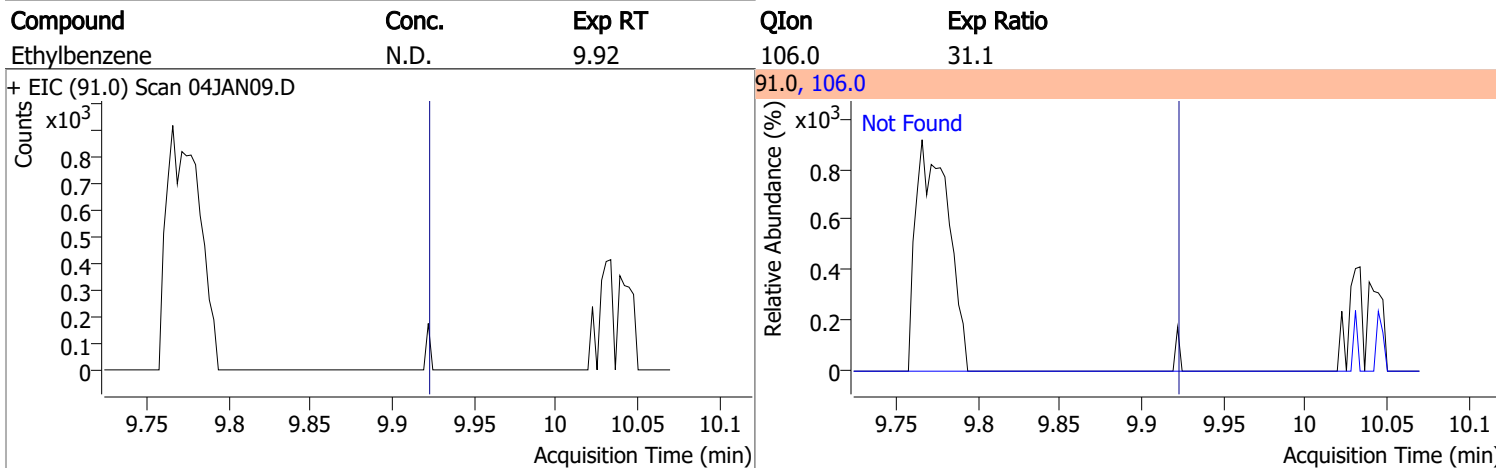 Compound Conc. Exp RT QIon Exp Ratio
Ethylbenzene N.D. 9.92 106.0 31.1
+ EIC (91.0) Scan 04JAN09.D
Counts
x10³
0.8
0.7
0.6
0.5
0.4
0.3
0.2
0.1
0
9.75 9.8 9.85 9.9 9.95 10 10.05 10.1
Acquisition Time (min)
91.0, 106.0
Relative Abundance (%)
x10³
Not Found
0.8
0.6
0.4
0.2
0
9.75 9.8 9.85 9.9 9.95 10 10.05 10.1
Acquisition Time (min)